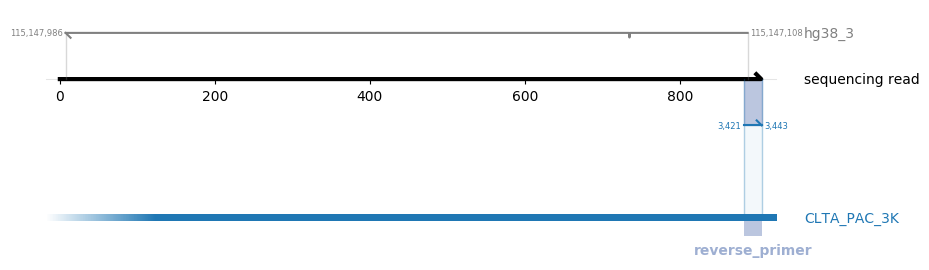 115,147,986 115,147,108 hg38_3
sequencing read
0 200 400 600 800
3,421 3,443
CLTA_PAC_3K
reverse_primer